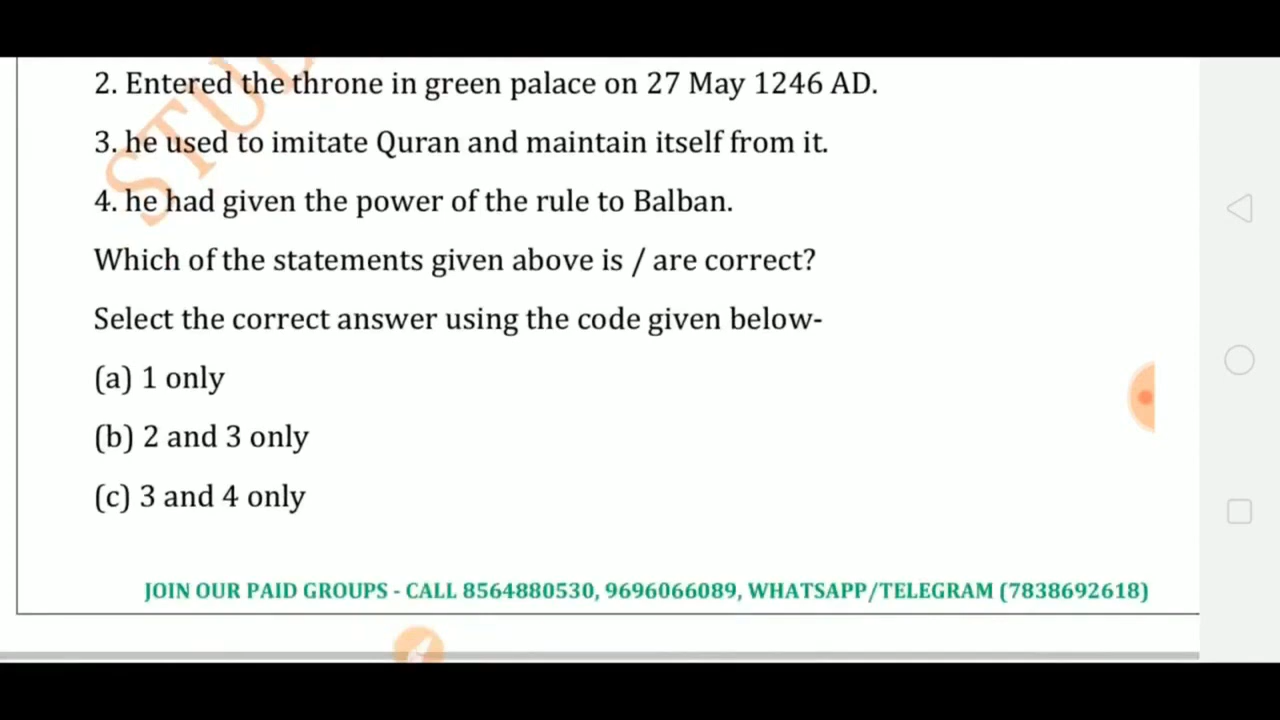 2. Entered the throne in green palace on 27 May 1246 AD.
3. he used to imitate Quran and maintain itself from it.
4. he had given the power of the rule to Balban.
Which of the statements given above is / are correct?
Select the correct answer using the code given below-
(a) 1 only
(b) 2 and 3 only
(c) 3 and 4 only
JOIN OUR PAID GROUPS - CALL 8564880530, 9696066089, WHATSAPP/TELEGRAM (7838692618)